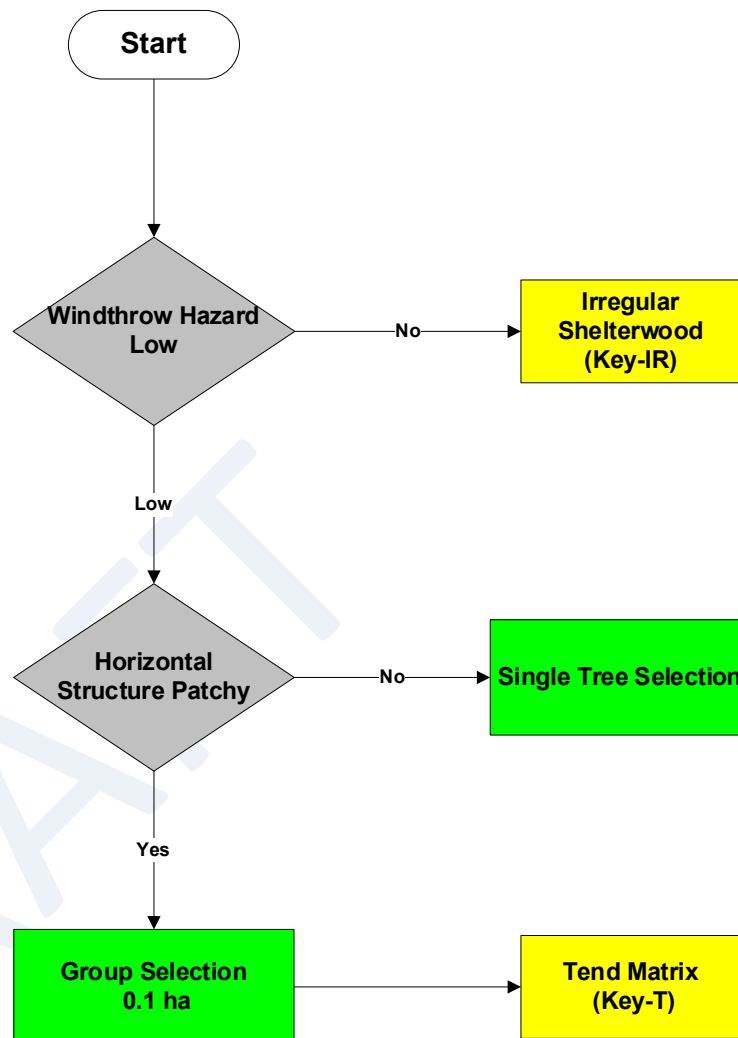 Start
Windthrow Hazard
Low
No
Irregular
Shelterwood
(Key-IR)
Low
Horizontal
Structure Patchy
No
Single Tree Selection
Yes
Group Selection
0.1 ha
Tend Matrix
(Key-T)
AFT